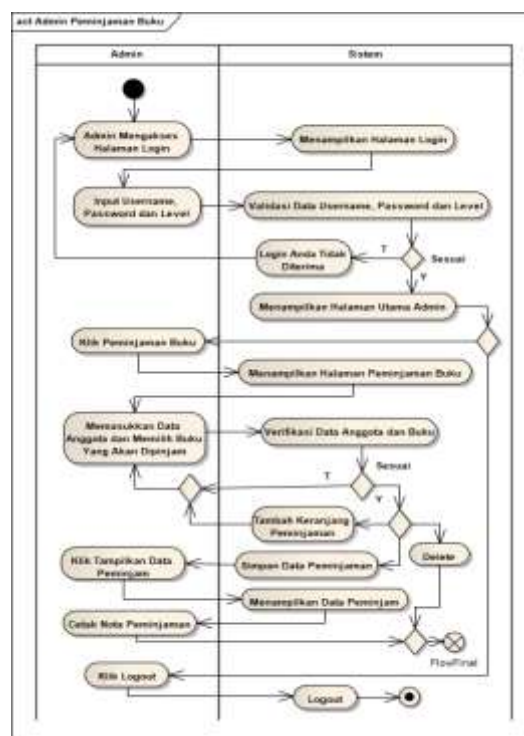 act Admin Peminjaman Buku
Admin
Sistem
Admin Mengakses
Halaman Login
Menampilkan Halaman Login
Input Username,
Password dan Level
Validasi Data Username, Password dan Level
Login Anda Tidak
Diterima
T
Sesuai
Y
Menampilkan Halaman Utama Admin
Klik Peminjaman Buku
Menampilkan Halaman Peminjaman Buku
Memasukkan Data
Anggota dan Memilih Buku
Yang Akan Dipinjam
Verifikasi Data Anggota dan Buku
Sesuai
T
Y
Tambah Keranjang
Peminjaman
Klik Tampilkan Data
Peminjam
Simpan Data Peminjaman
Delete
Menampilkan Data Peminjam
Cetak Nota Peminjaman
FlowFinal
Klik Logout
Logout